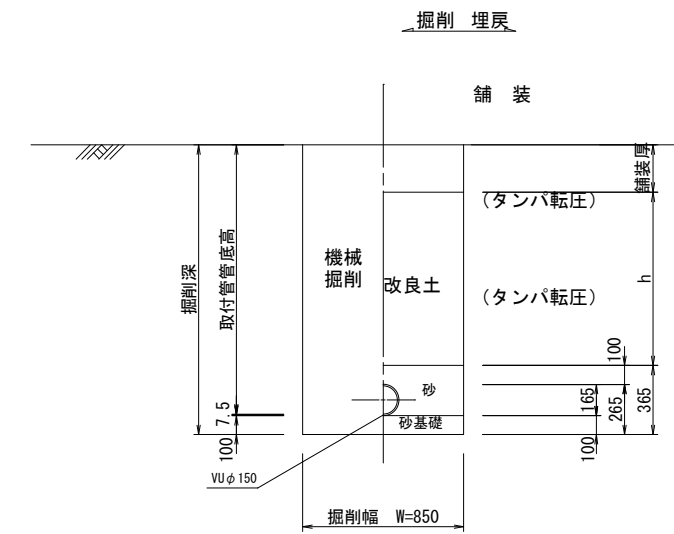 掘削 埋戻
舗 装
舗装厚
(タンパ転圧)
掘削深
取付管管底高
機械
掘削
改良土
(タンパ転圧)
h
100
砂
165
265
365
7.5
砂基礎
100
100
VUφ150
掘削幅 W=850